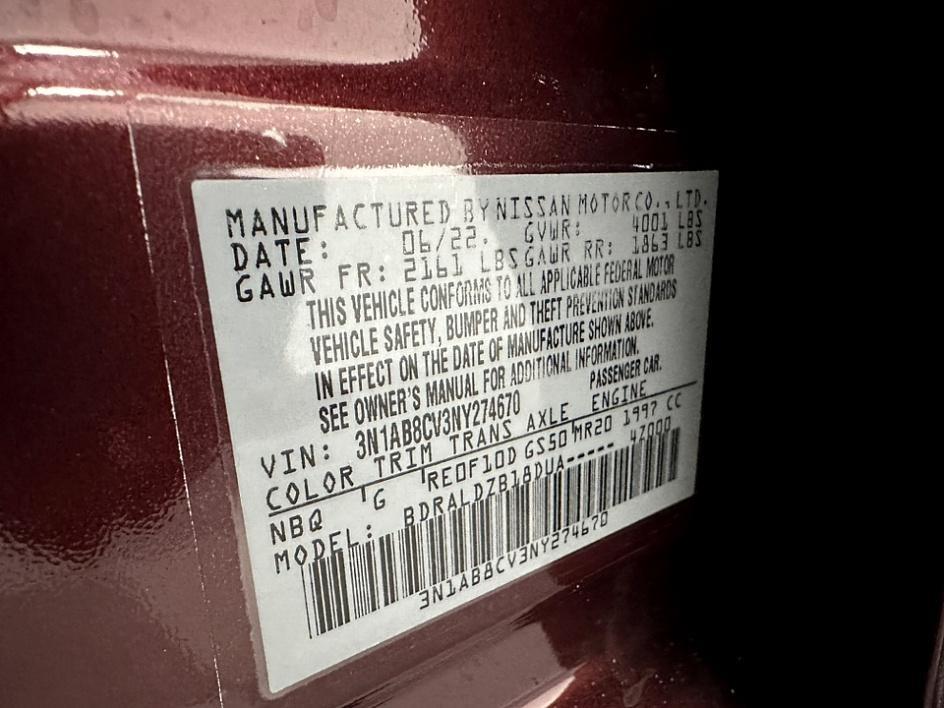 MANUFACTURED BY NISSAN MOTOR CO., LTD.
DATE: 06/22. GVWR: 4001 LBS
GAWR FR: 2161 LBS GAWR RR: 1863 LBS
THIS VEHICLE CONFORMS TO ALL APPLICABLE FEDERAL MOTOR
VEHICLE SAFETY, BUMPER AND THEFT PREVENTION STANDARDS
IN EFFECT ON THE DATE OF MANUFACTURE SHOWN ABOVE.
SEE OWNER'S MANUAL FOR ADDITIONAL INFORMATION.
VIN: 3N1AB8CV3NY274670 PASSENGER CAR.
COLOR TRIM TRANS AXLE ENGINE
NBQ G RE0F10D GS50 MR20 1997 CC
MODEL: BDRALDZB18DUA----- 47000
3N1AB8CV3NY274670